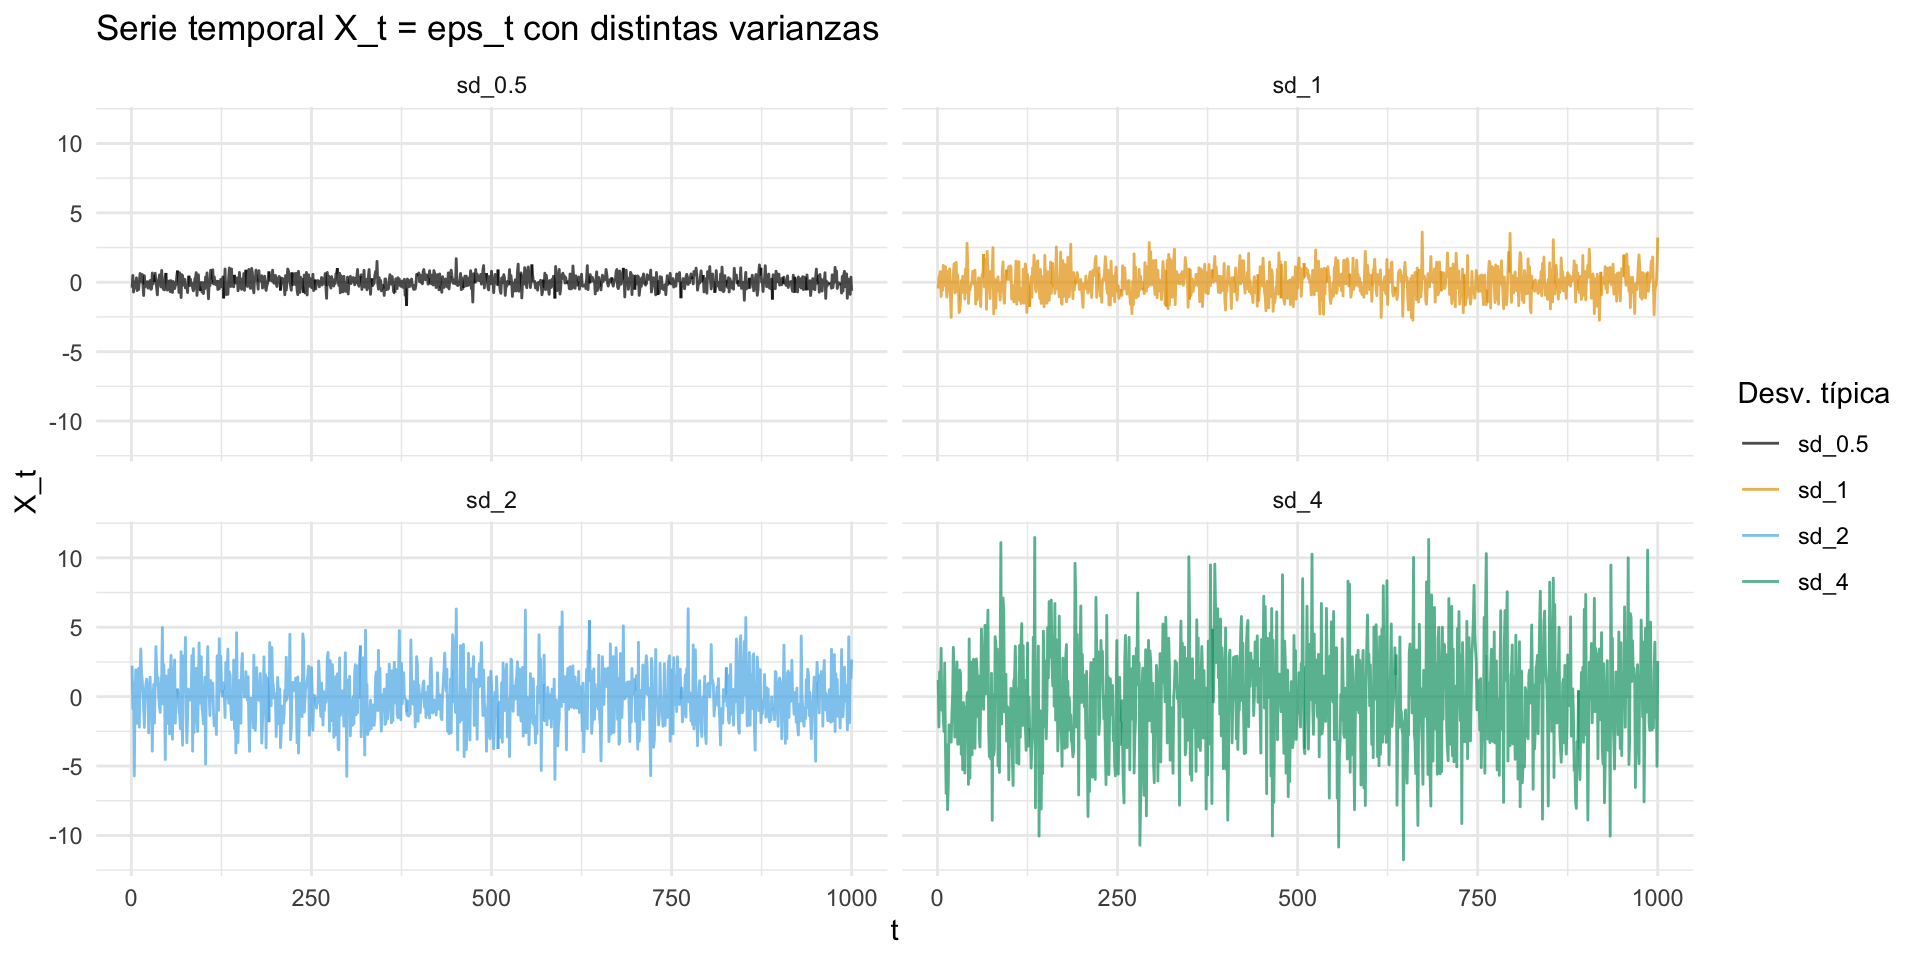 Serie temporal X_t = eps_t con distintas varianzas
sd_0.5
sd_1
10
5
0
-5
-10
X_t
sd_2
sd_4
10
5
0
-5
-10
0 250 500 750 1000
0 250 500 750 1000
t
Desv. típica
sd_0.5
sd_1
sd_2
sd_4